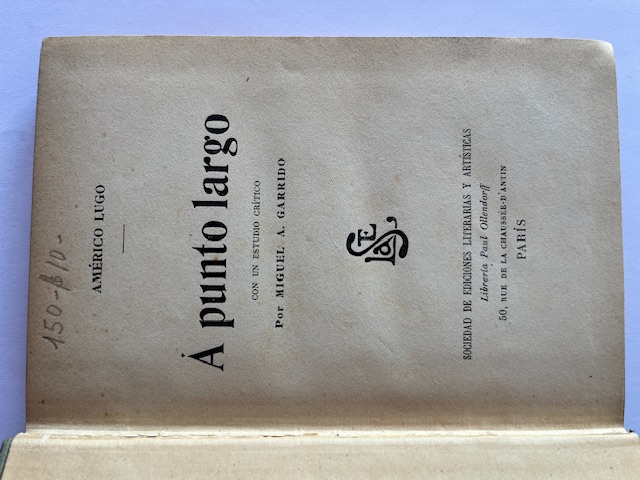 150-
AMÉRICO LUGO
Á punto largo
CON UN ESTUDIO CRÍTICO
Por MIGUEL A. GARRIDO
SOCIEDAD DE EDICIONES LITERARIAS Y ARTÍSTICAS
Librería Paul Ollendorff
50, RUE DE LA CHAUSSÉE-D'ANTIN
PARÍS